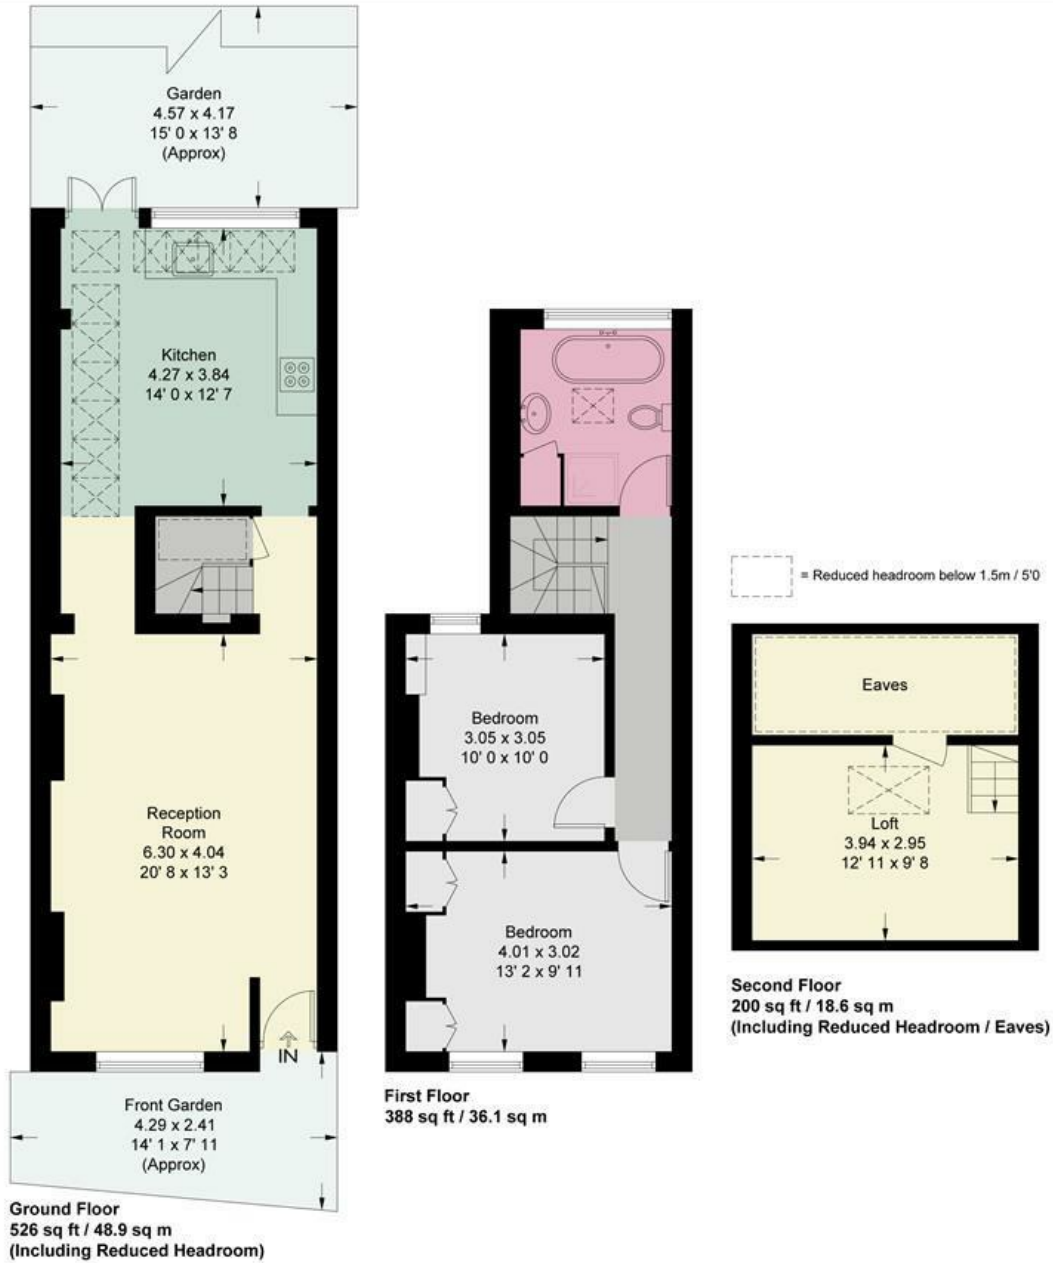 Garden
4.57 x 4.17
15' 0 x 13' 8
(Approx)
Kitchen
4.27 x 3.84
14' 0 x 12' 7
Reception
Room
6.30 x 4.04
20' 8 x 13' 3
IN
Front Garden
4.29 x 2.41
14' 1 x 7' 11
(Approx)
Ground Floor
526 sq ft / 48.9 sq m
(Including Reduced Headroom)
Bedroom
3.05 x 3.05
10' 0 x 10' 0
Bedroom
4.01 x 3.02
13' 2 x 9' 11
First Floor
388 sq ft / 36.1 sq m
= Reduced headroom below 1.5m / 5'0
Eaves
Loft
3.94 x 2.95
12' 11 x 9' 8
Second Floor
200 sq ft / 18.6 sq m
(Including Reduced Headroom / Eaves)